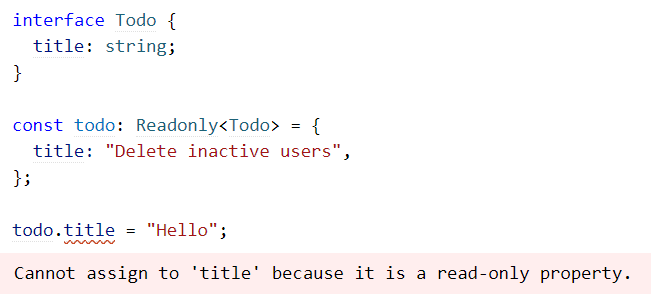 interface Todo {
  title: string;
}
const todo: Readonly<Todo> = {
  title: "Delete inactive users",
};
todo.title = "Hello";
Cannot assign to 'title' because it is a read-only property.